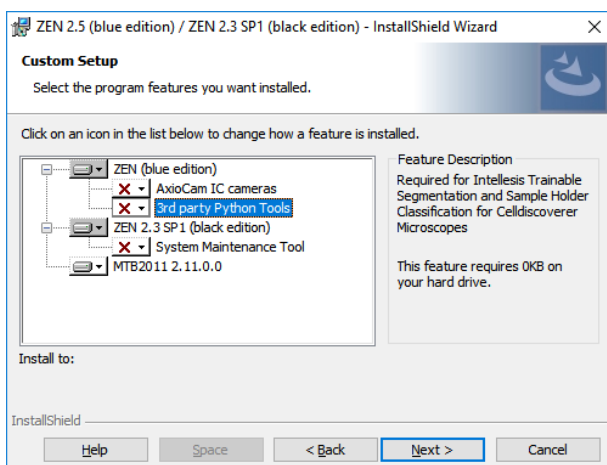 ZEN 2.5 (blue edition) / ZEN 2.3 SP1 (black edition) - InstallShield Wizard
Custom Setup
Select the program features you want installed.
Click on an icon in the list below to change how a feature is installed.
ZEN (blue edition)
AxioCam IC cameras
3rd party Python Tools
ZEN 2.3 SP1 (black edition)
System Maintenance Tool
MTB2011 2.11.0.0
Feature Description
Required for Intellesis Trainable
Segmentation and Sample Holder
Classification for Celldiscoverer
Microscopes
This feature requires 0KB on
your hard drive.
Install to:
InstallShield
Help
Space
< Back
Next >
Cancel